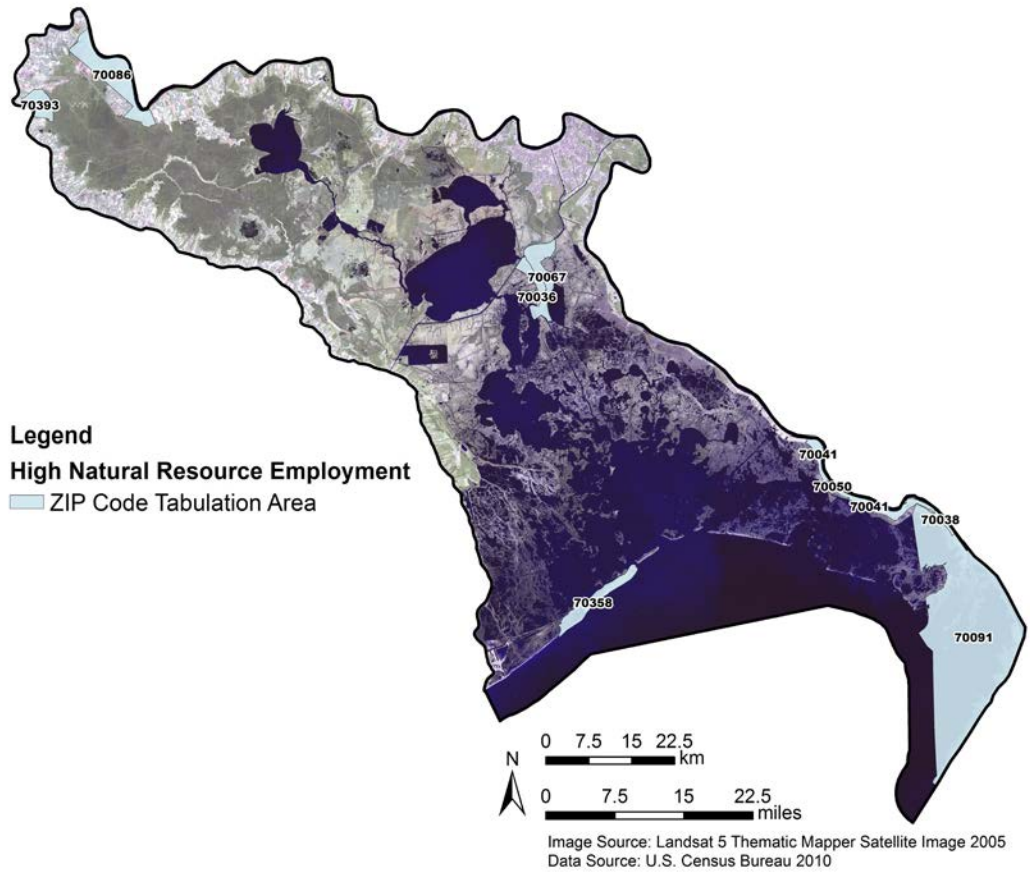 70086
70393
70067
70036
Legend
High Natural Resource Employment
ZIP Code Tabulation Area
70041
70050
70041
70038
70358
70091
N
0 7.5 15 22.5
km
0 7.5 15 22.5
miles
Image Source: Landsat 5 Thematic Mapper Satellite Image 2005
Data Source: U.S. Census Bureau 2010